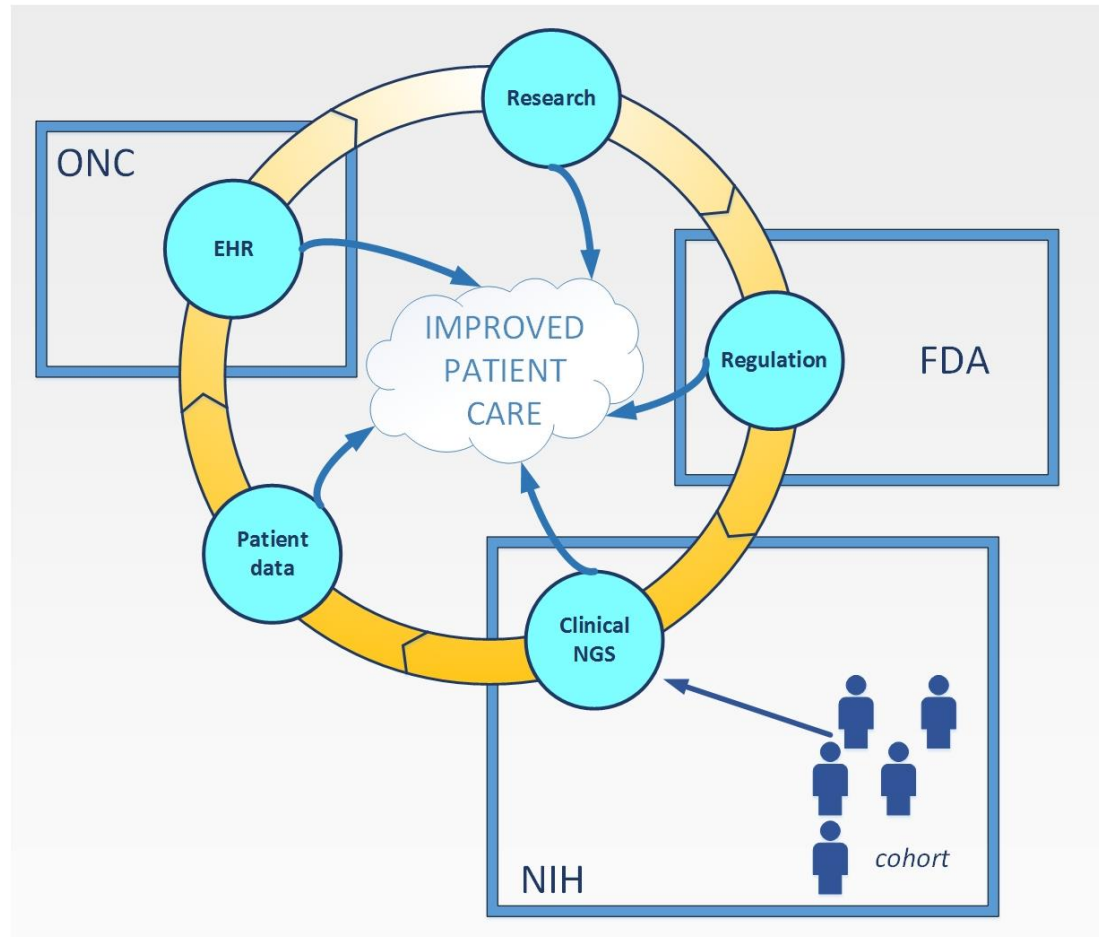 Research
ONC
EHR
IMPROVED
PATIENT
CARE
Regulation
FDA
Patient
data
Clinical
NGS
cohort
NIH